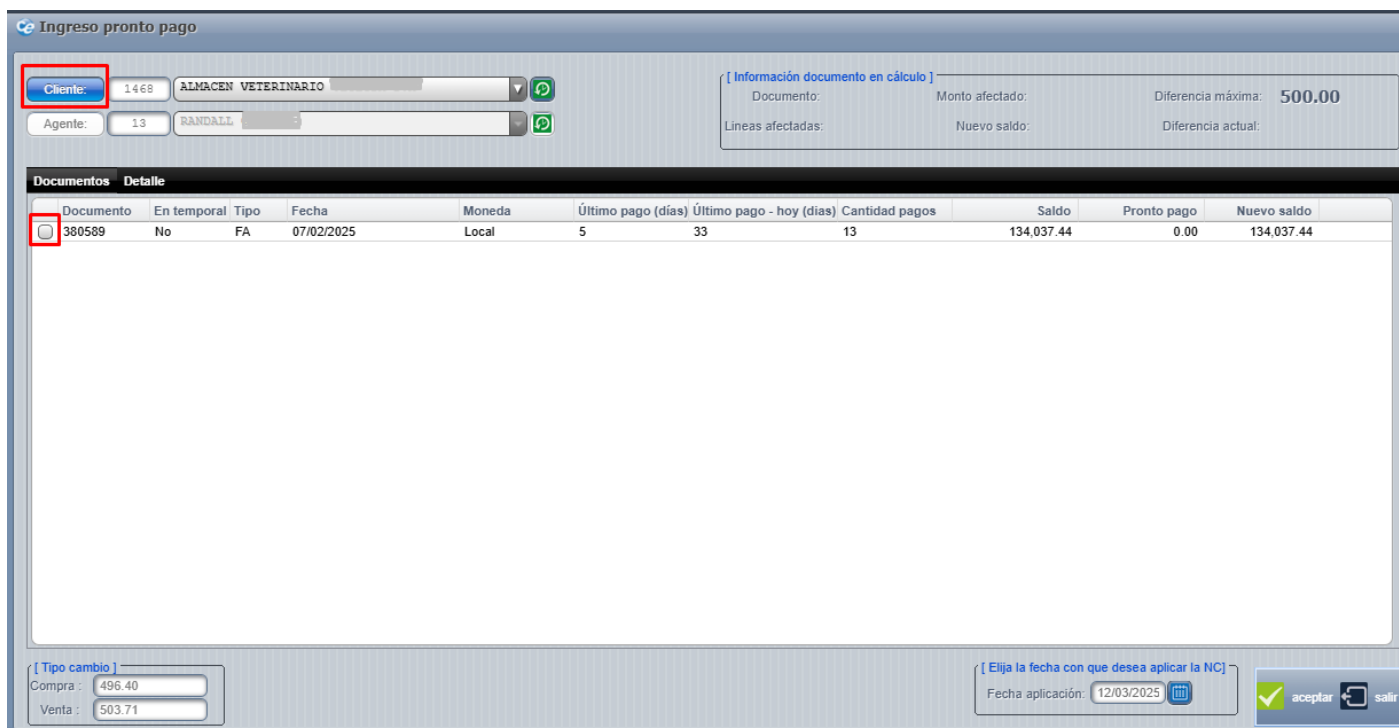 Ingreso pronto pago
Cliente: 1468 ALMACEN VETERINARIO
Agente: 13 RANDALL
[ Información documento en cálculo ]
Documento: Monto afectado: Diferencia máxima: 500.00
Lineas afectadas: Nuevo saldo: Diferencia actual:
Documentos Detalle
Documento En temporal Tipo Fecha Moneda Último pago (días) Último pago - hoy (dias) Cantidad pagos Saldo Pronto pago Nuevo saldo
380589 No FA 07/02/2025 Local 5 33 13 134,037.44 0.00 134,037.44
[ Tipo cambio ]
Compra : 496.40
Venta : 503.71
[ Elija la fecha con que desea aplicar la NC]
Fecha aplicación: 12/03/2025
aceptar salir